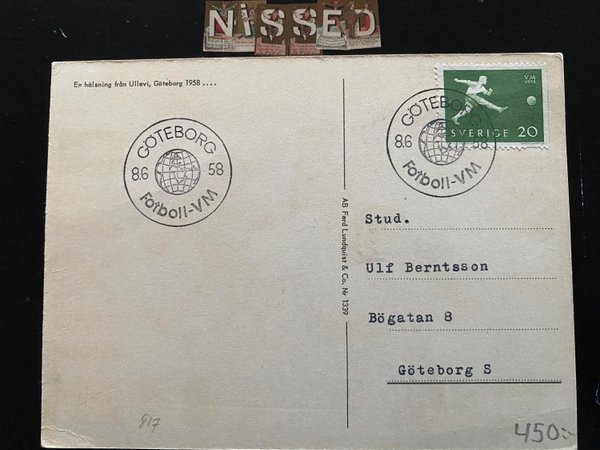 NiSSED
En hälsning från Ullevi, Göteborg 1958 ....
GÖTEBORG
8.6 58
Fotboll-VM
GÖTEBORG
8.6 58
Fotboll-VM
VM
1958
SVERIGE 20
AB Ferd Lundquist & Co. Nr 1339
Stud.
Ulf Berntsson
Bögatan 8
Göteborg S
817
450:-